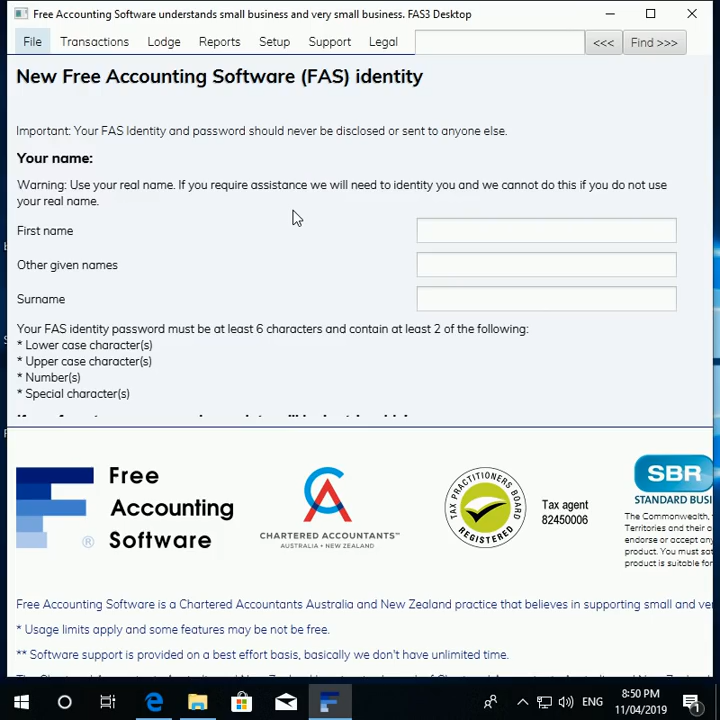 Free Accounting Software understands small business and very small business. FAS3 Desktop
File Transactions Lodge Reports Setup Support Legal <<< Find >>>
New Free Accounting Software (FAS) identity
Important: Your FAS Identity and password should never be disclosed or sent to anyone else.
Your name:
Warning: Use your real name. If you require assistance we will need to identity you and we cannot do this if you do not use
your real name.
First name
Other given names
Surname
Your FAS identity password must be at least 6 characters and contain at least 2 of the following:
* Lower case character(s)
* Upper case character(s)
* Number(s)
* Special character(s)
Free
Accounting
Software
®
CHARTERED ACCOUNTANTS™
AUSTRALIA + NEW ZEALAND
TAX PRACTITIONERS BOARD
REGISTERED
Tax agent
82450006
SBR
STANDARD BUSI
The Commonwealth,
Territories and their o
endorse or accept any
product. You must sat
product is suitable for
Free Accounting Software is a Chartered Accountants Australia and New Zealand practice that believes in supporting small and ver
* Usage limits apply and some features may be not be free.
** Software support is provided on a best effort basis, basically we don't have unlimited time.
ENG
8:50 PM
11/04/2019
1